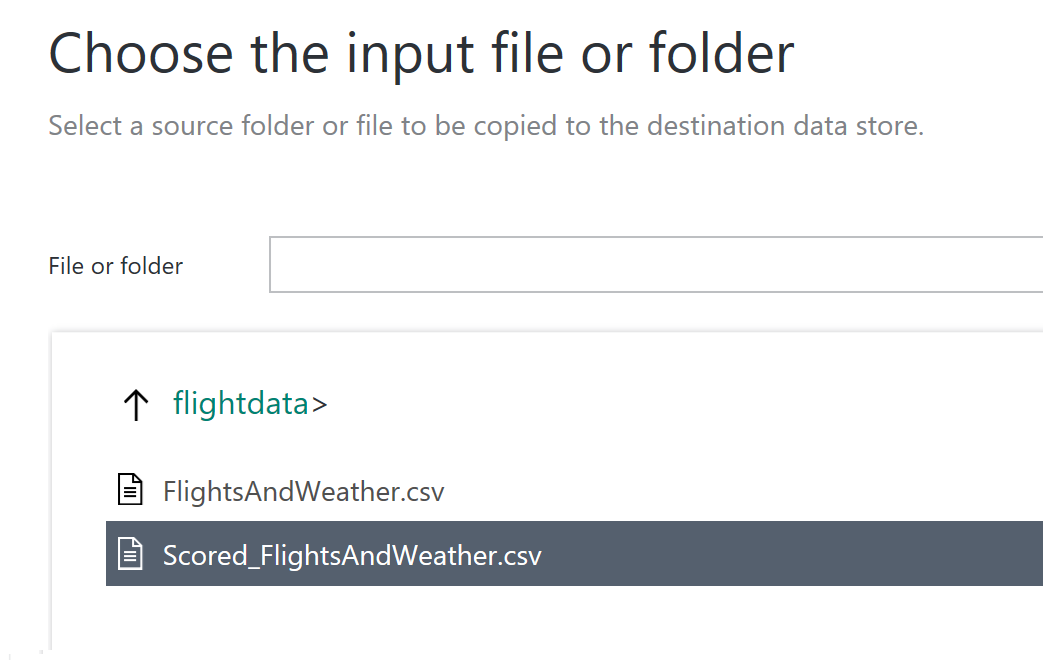 Choose the input file or folder
Select a source folder or file to be copied to the destination data store.
File or folder
flightdata>
FlightsAndWeather.csv
Scored_FlightsAndWeather.csv